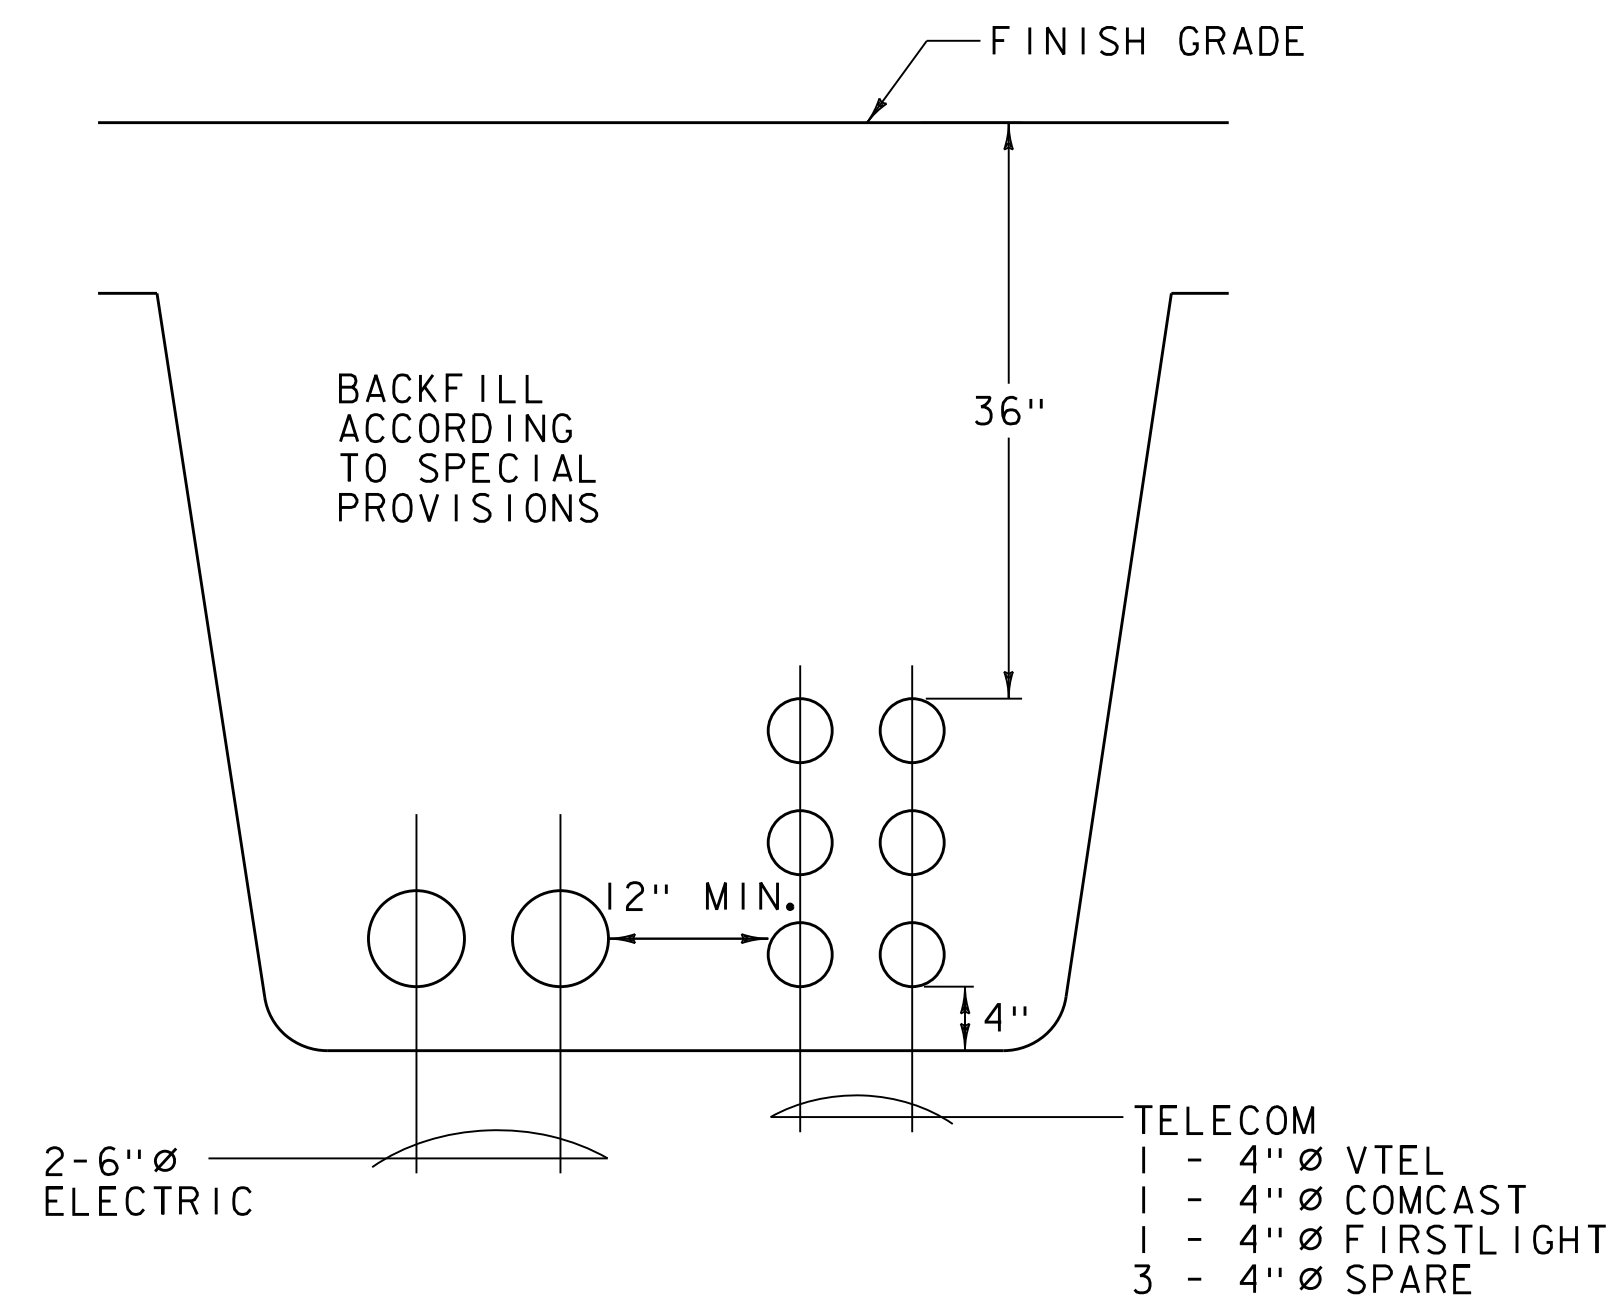 FINISH GRADE
BACKFILL
ACCORDING
TO SPECIAL
PROVISIONS
36"
12" MIN.
4"
2-6"Ø
ELECTRIC
TELECOM
1 - 4"Ø VTEL
1 - 4"Ø COMCAST
1 - 4"Ø FIRSTLIGHT
3 - 4"Ø SPARE